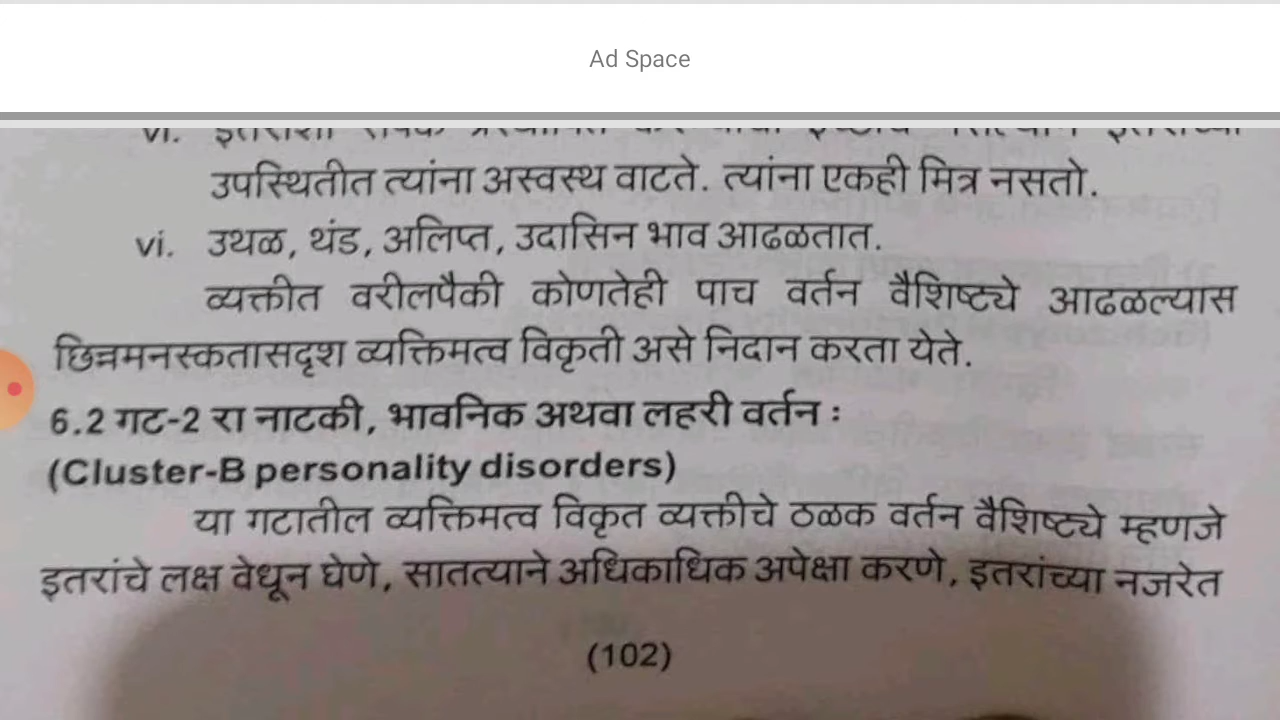 Ad Space
vi.
उपस्थितीत त्यांना अस्वस्थ वाटते. त्यांना एकही मित्र नसतो.
vi. उथळ, थंड, अलिप्त, उदासिन भाव आढळतात.
व्यक्तीत वरीलपैकी कोणतेही पाच वर्तन वैशिष्ट्ये आढळल्यास
छिन्नमनस्कतासदृश व्यक्तिमत्व विकृती असे निदान करता येते.
6.2 गट-2 रा नाटकी, भावनिक अथवा लहरी वर्तन :
(Cluster-B personality disorders)
या गटातील व्यक्तिमत्व विकृत व्यक्तीचे ठळक वर्तन वैशिष्ट्ये म्हणजे
इतरांचे लक्ष वेधून घेणे, सातत्याने अधिकाधिक अपेक्षा करणे, इतरांच्या नजरेत
(102)